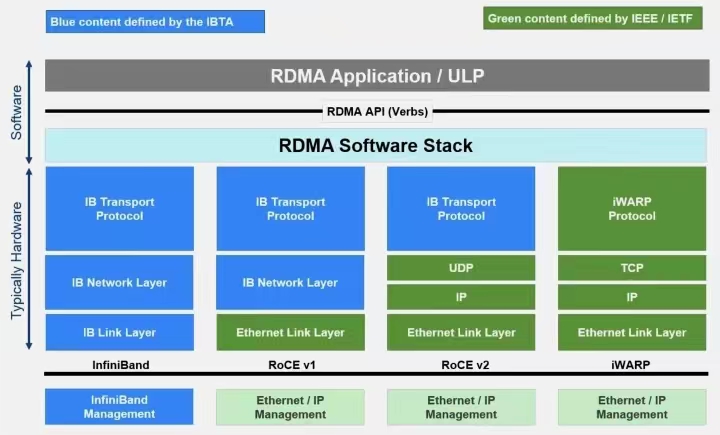 Blue content defined by the IBTA
Green content defined by IEEE / IETF
Software
RDMA Application / ULP
RDMA API (Verbs)
RDMA Software Stack
Typically Hardware
IB Transport
Protocol
IB Transport
Protocol
IB Transport
Protocol
iWARP
Protocol
IB Network Layer
IB Network Layer
UDP
TCP
IP
IP
IB Link Layer
Ethernet Link Layer
Ethernet Link Layer
Ethernet Link Layer
InfiniBand
RoCE v1
RoCE v2
iWARP
InfiniBand
Management
Ethernet / IP
Management
Ethernet / IP
Management
Ethernet / IP
Management